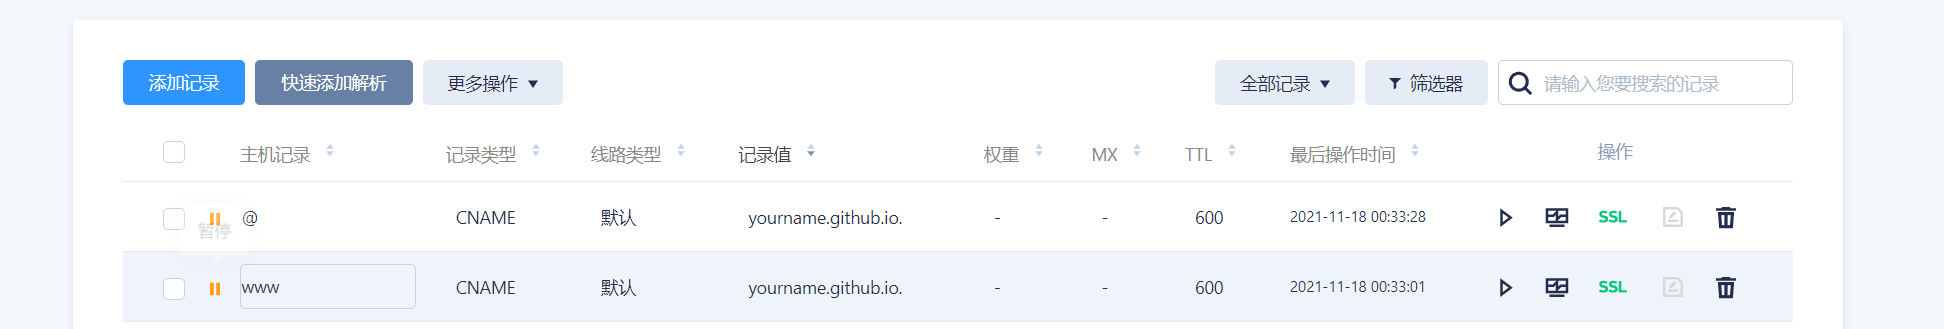 添加记录 快速添加解析 更多操作 全部记录 筛选器 请输入您要搜索的记录
主机记录 记录类型 线路类型 记录值 权重 MX TTL 最后操作时间 操作
@ CNAME 默认 yourname.github.io. - - 600 2021-11-18 00:33:28 SSL
暂停
www CNAME 默认 yourname.github.io. - - 600 2021-11-18 00:33:01 SSL